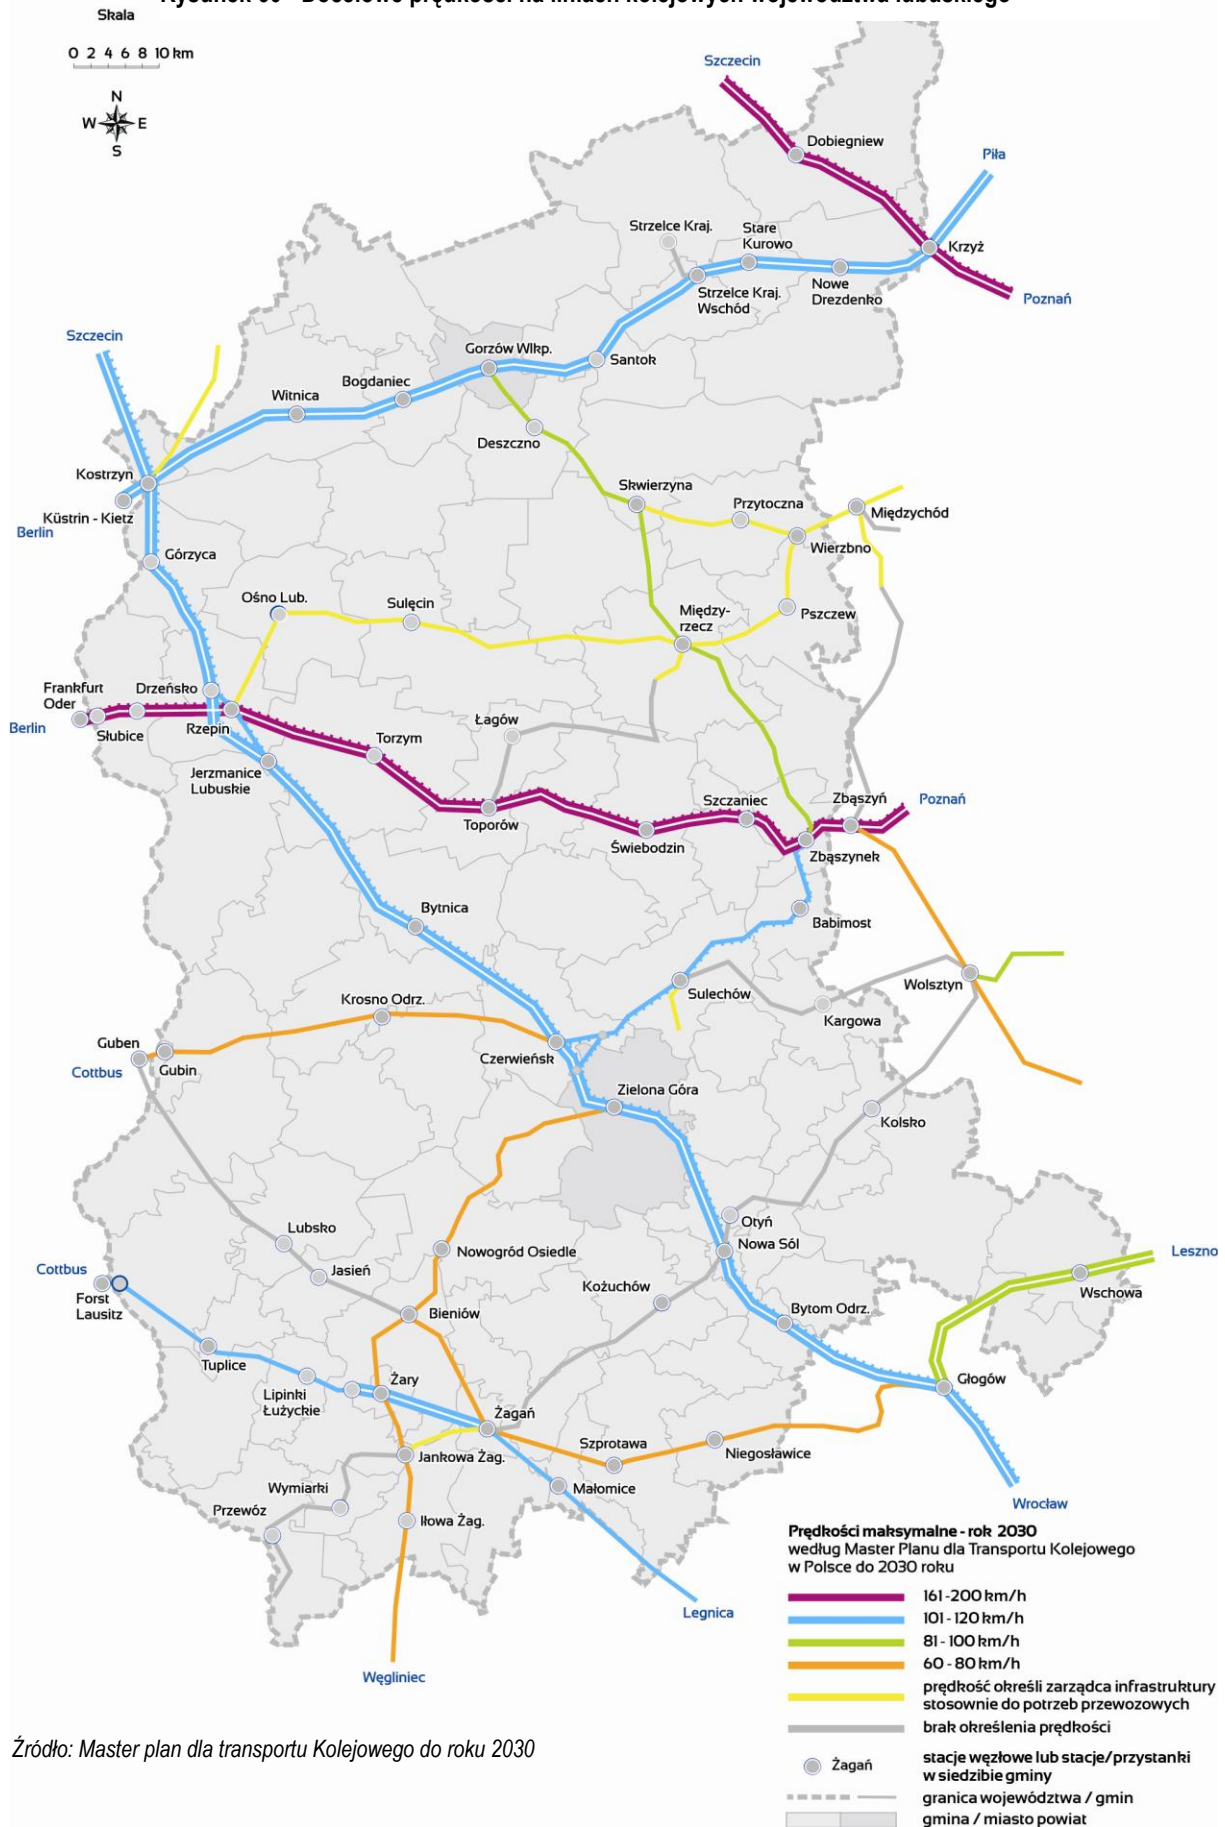 Skala
0 2 4 6 8 10 km
N
W E
S
Szczecin
Dobiegniew
Piła
Strzelce Kraj.
Stare
Kurowo
Krzyż
Strzelce Kraj.
Wschód
Nowe
Drezdenko
Poznań
Szczecin
Gorzów Wlkp.
Santok
Bogdaniec
Witnica
Deszczno
Kostrzyn
Skwierzyna
Przytoczna
Międzychód
Küstrin - Kietz
Berlin
Wierzbno
Górzyca
Ośno Lub.
Sulęcin
Między-
rzecz
Pszczew
Frankfurt
Oder
Drzeńsko
Berlin
Słubice
Rzepin
Łagów
Torzym
Jerzmanice
Lubuskie
Toporów
Szczaniec
Zbąszyń
Poznań
Świebodzin
Zbąszynek
Bytnica
Babimost
Sulechów
Wolsztyn
Krosno Odrz.
Kargowa
Guben
Cottbus
Gubin
Czerwieńsk
Zielona Góra
Kolsko
Otyń
Lubsko
Nowogród Osiedle
Nowa Sól
Leszno
Cottbus
Jasień
Kożuchów
Wschowa
Forst
Lausitz
Bieniów
Bytom Odrz.
Tuplice
Lipinki
Łużyckie
Żary
Głogów
Żagań
Szprotawa
Niegosławice
Jankowa Żag.
Wymiarki
Małomice
Przewóz
Iłowa Żag.
Wrocław
Legnica
Węgliniec
Prędkości maksymalne - rok 2030
według Master Planu dla Transportu Kolejowego
w Polsce do 2030 roku
161 -200 km/h
101 - 120 km/h
81 - 100 km/h
60 - 80 km/h
prędkość określi zarządca infrastruktury
stosownie do potrzeb przewozowych
brak określenia prędkości
Żagań
stacje węzłowe lub stacje/przystanki
w siedzibie gminy
granica województwa / gmin
gmina / miasto powiat
Źródło: Master plan dla transportu Kolejowego do roku 2030